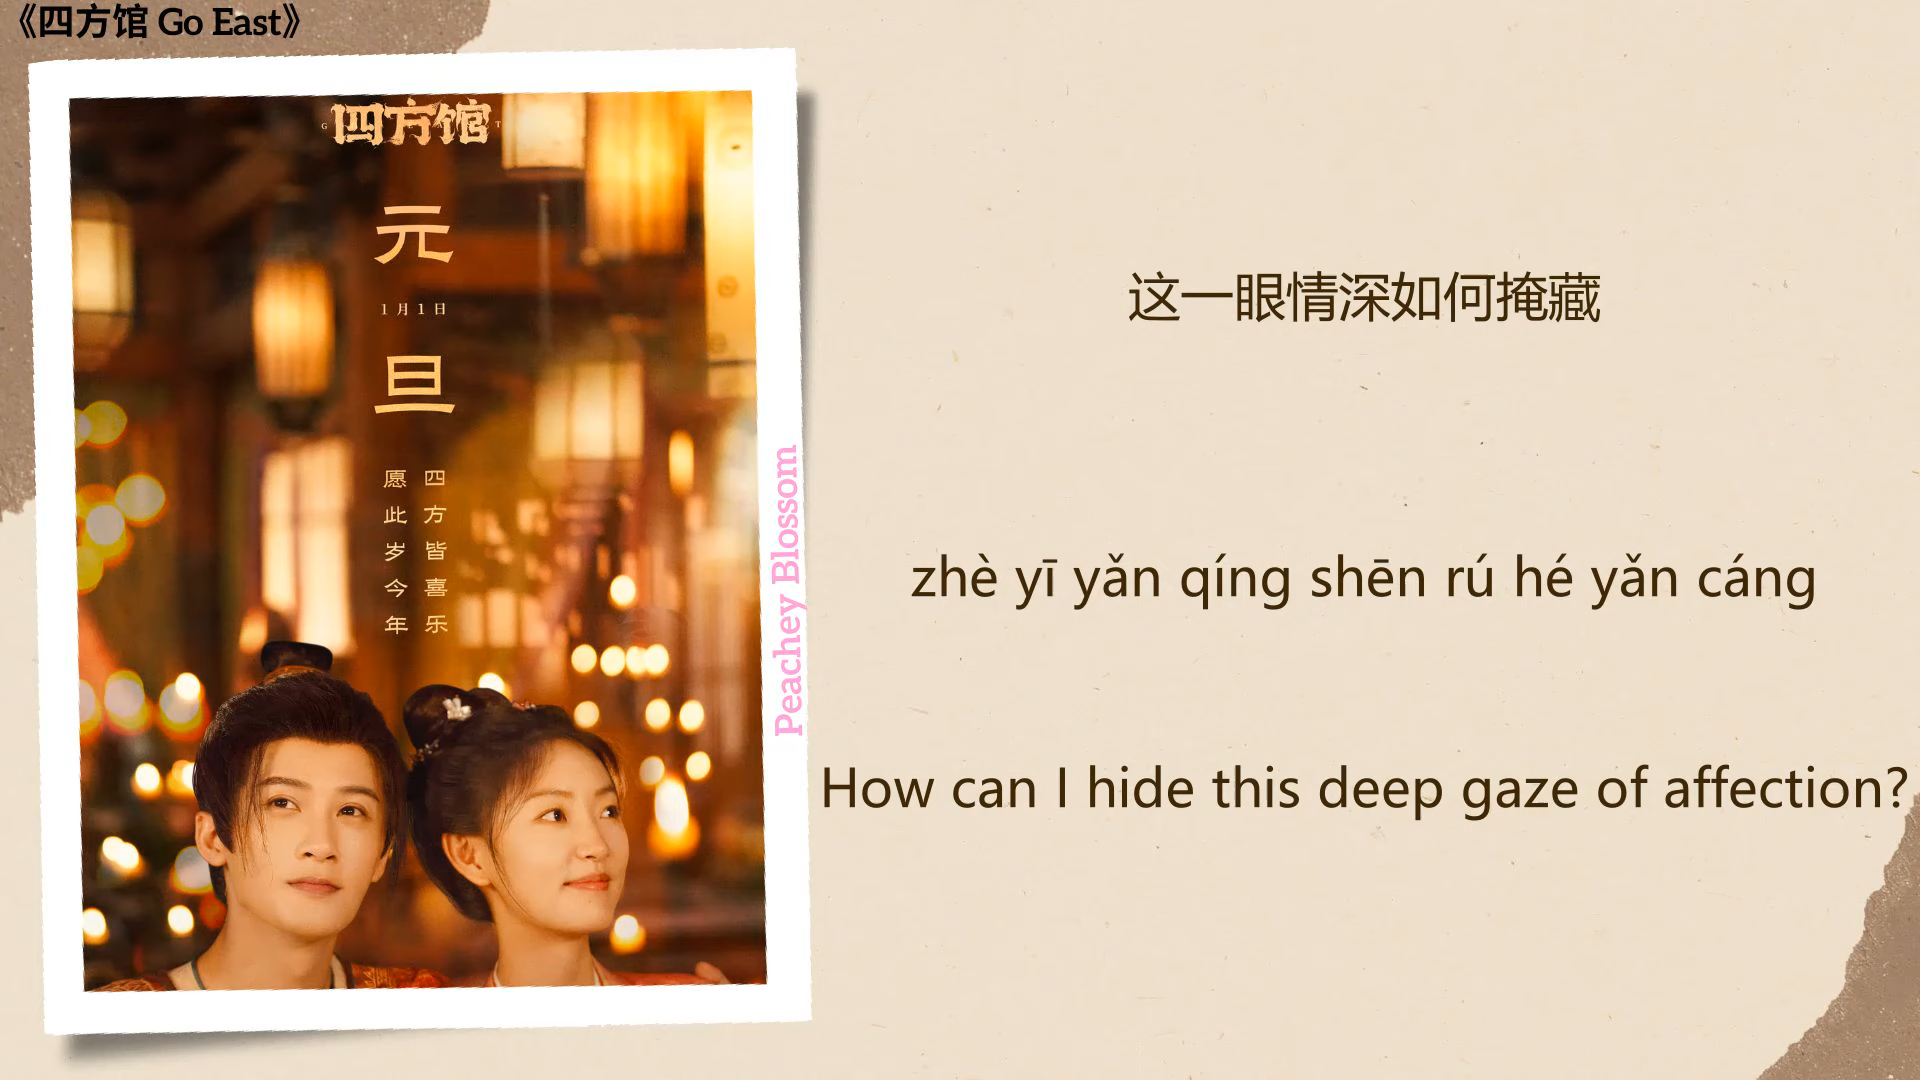 《四方馆 Go East》
G 四方馆 T
元
1月1日
旦
四方皆喜乐
愿此岁今年
Peachey Blossom
这一眼情深如何掩藏
zhè yī yǎn qíng shēn rú hé yǎn cáng
How can I hide this deep gaze of affection?